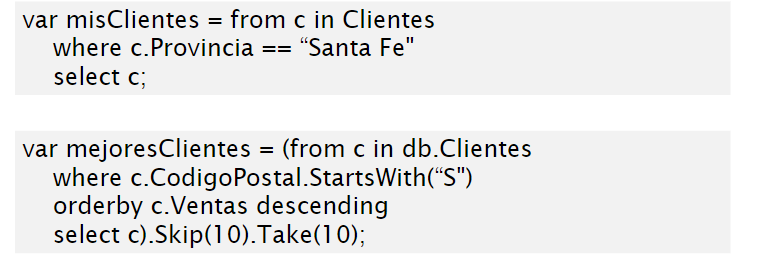 var misClientes = from c in Clientes
where c.Provincia == “Santa Fe"
select c;
var mejoresClientes = (from c in db.Clientes
where c.CodigoPostal.StartsWith(“S")
orderby c.Ventas descending
select c).Skip(10).Take(10);